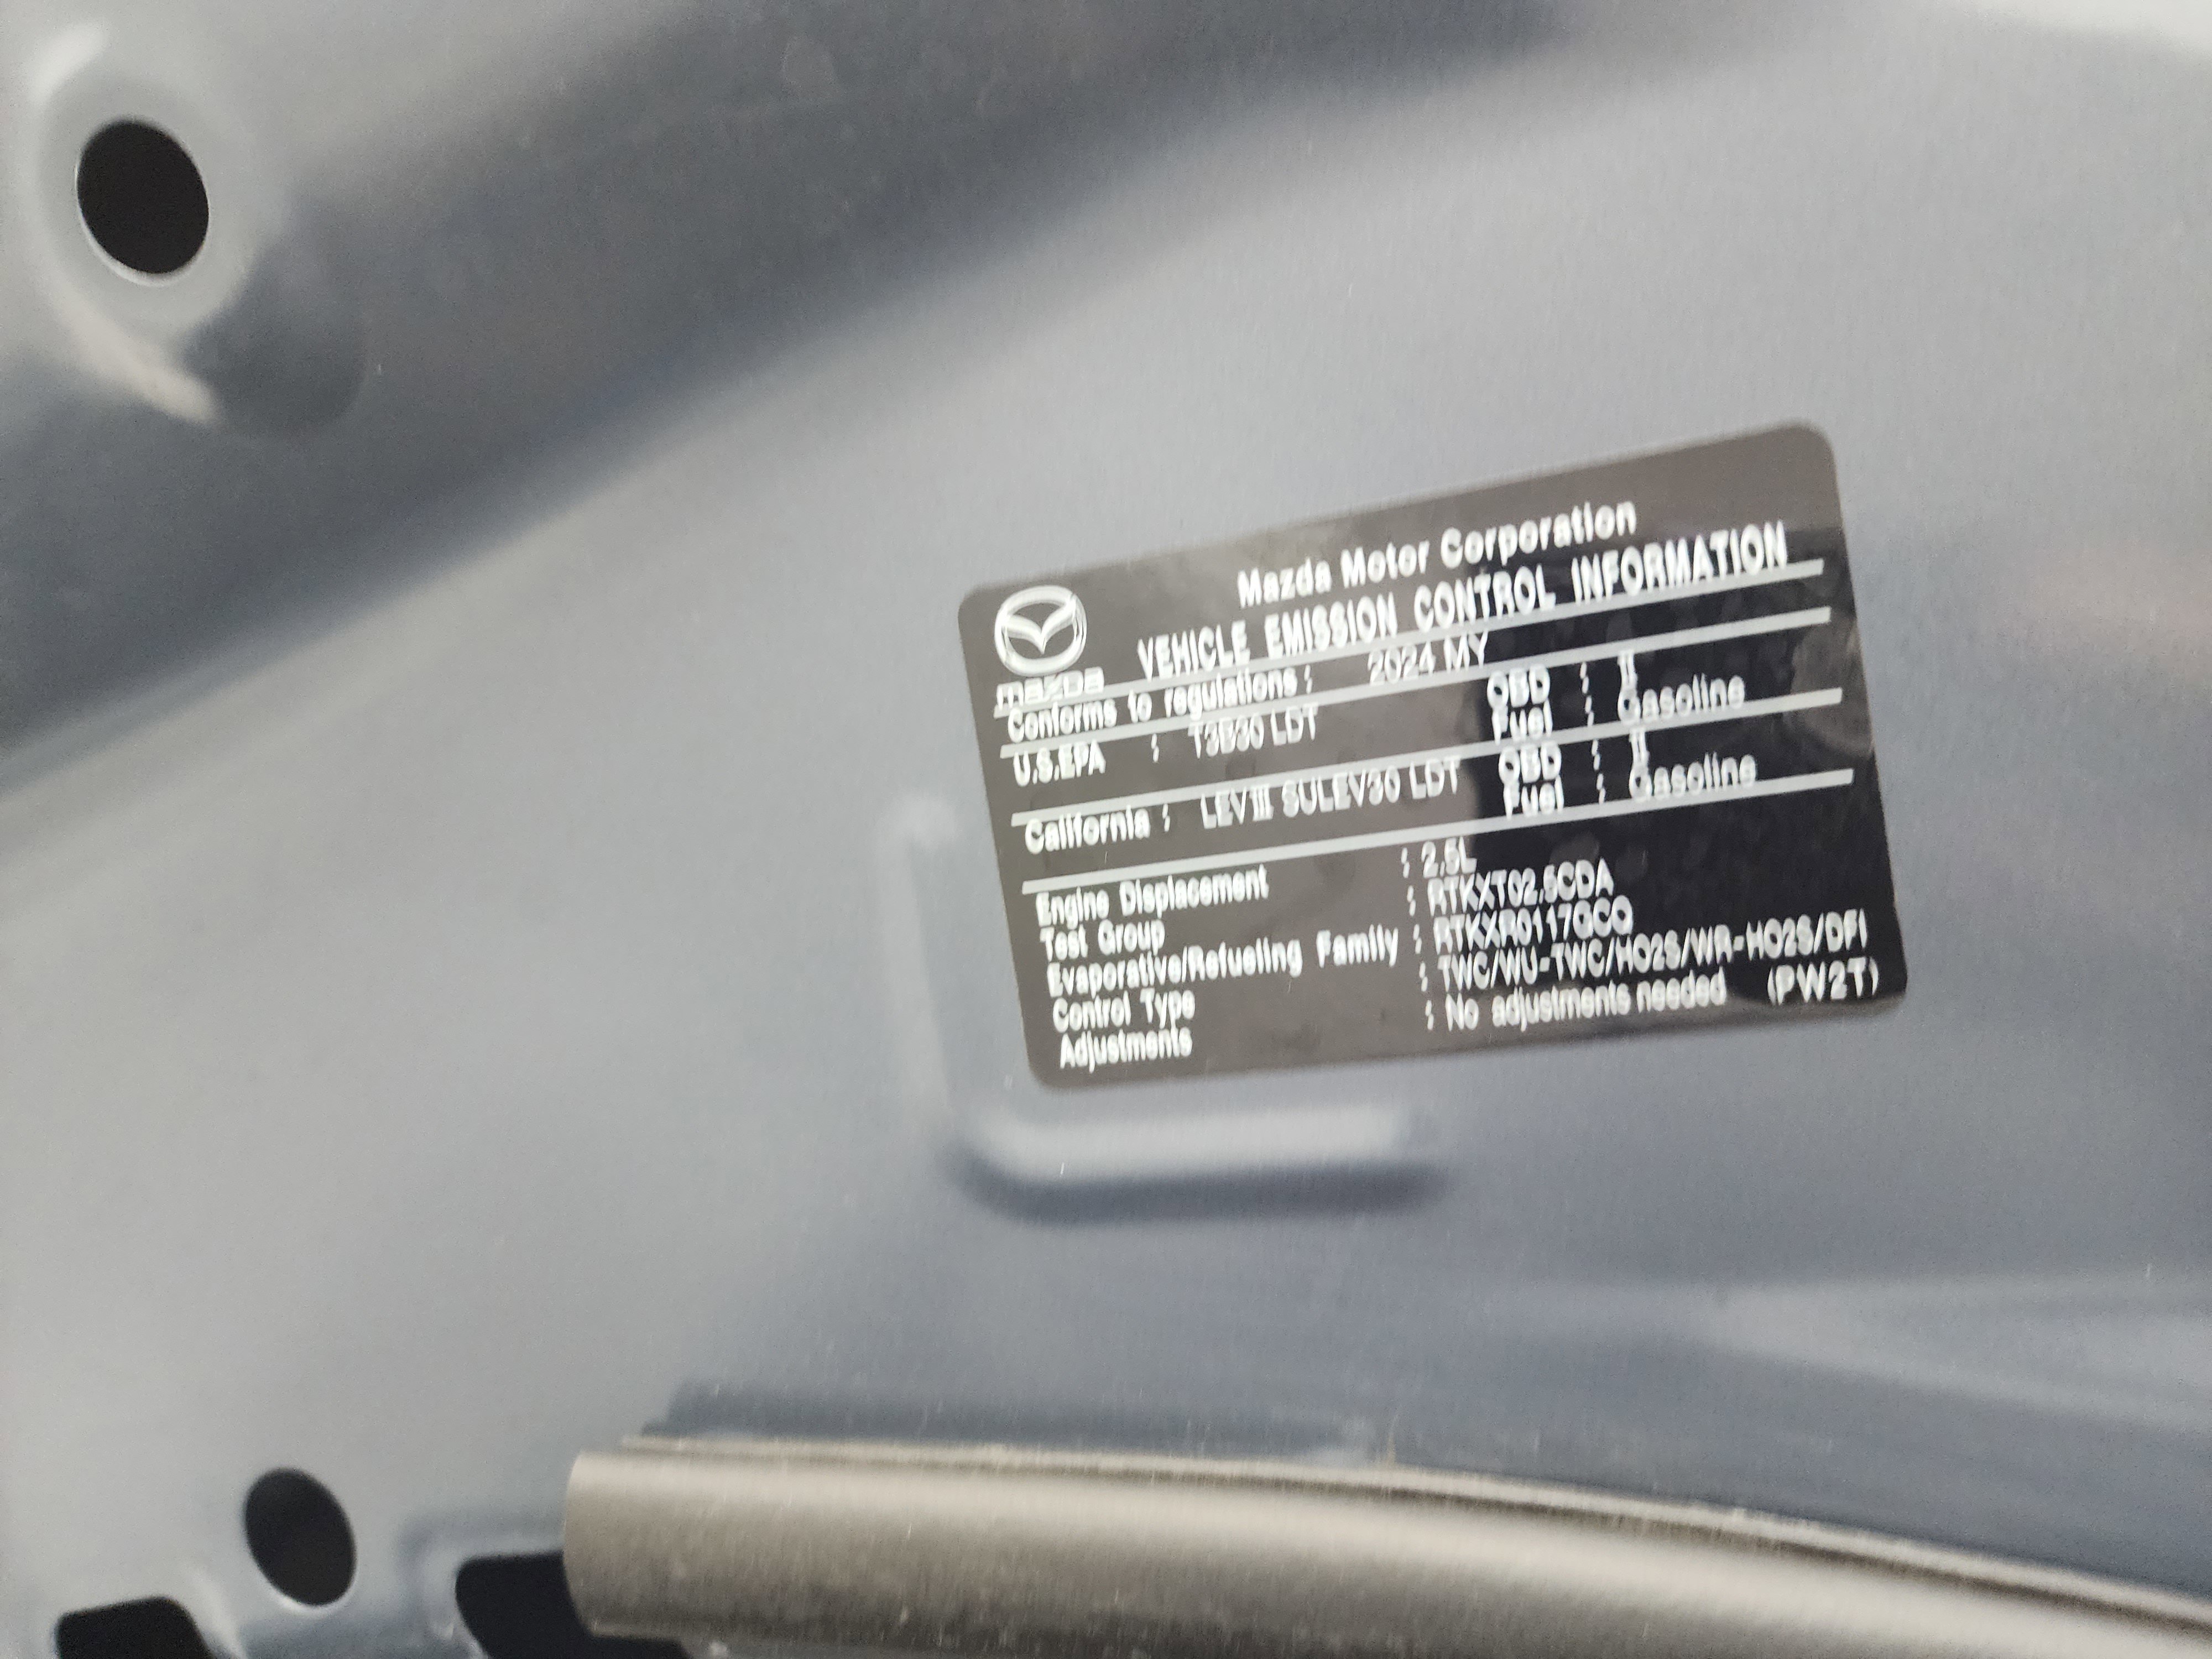 Mazda Motor Corporation
mazda
VEHICLE EMISSION CONTROL INFORMATION
Conforms to regulations: 2024 MY
U.S.EPA : T3B30 LDT OBD : II
Fuel : Gasoline
California : LEVIII SULEV30 LDT OBD : II
Fuel : Gasoline
Engine Displacement : 2.5L
Test Group : RTKXT02.5CDA
Evaporative/Refueling Family : RTKXR0117GCQ
Control Type : TWC/WU-TWC/HO2S/WR-HO2S/DFI
Adjustments : No adjustments needed (PW2T)